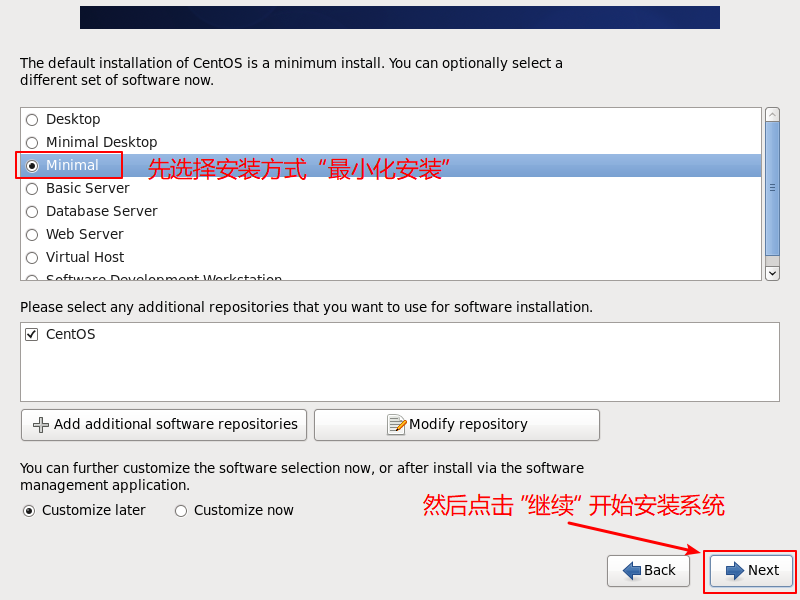 The default installation of CentOS is a minimum install. You can optionally select a
different set of software now.
Desktop
Minimal Desktop
Minimal 先选择安装方式“最小化安装”
Basic Server
Database Server
Web Server
Virtual Host
Software Development Workstation
Please select any additional repositories that you want to use for software installation.
CentOS
Add additional software repositories Modify repository
You can further customize the software selection now, or after install via the software
management application.
Customize later Customize now
然后点击 "继续“ 开始安装系统
Back Next